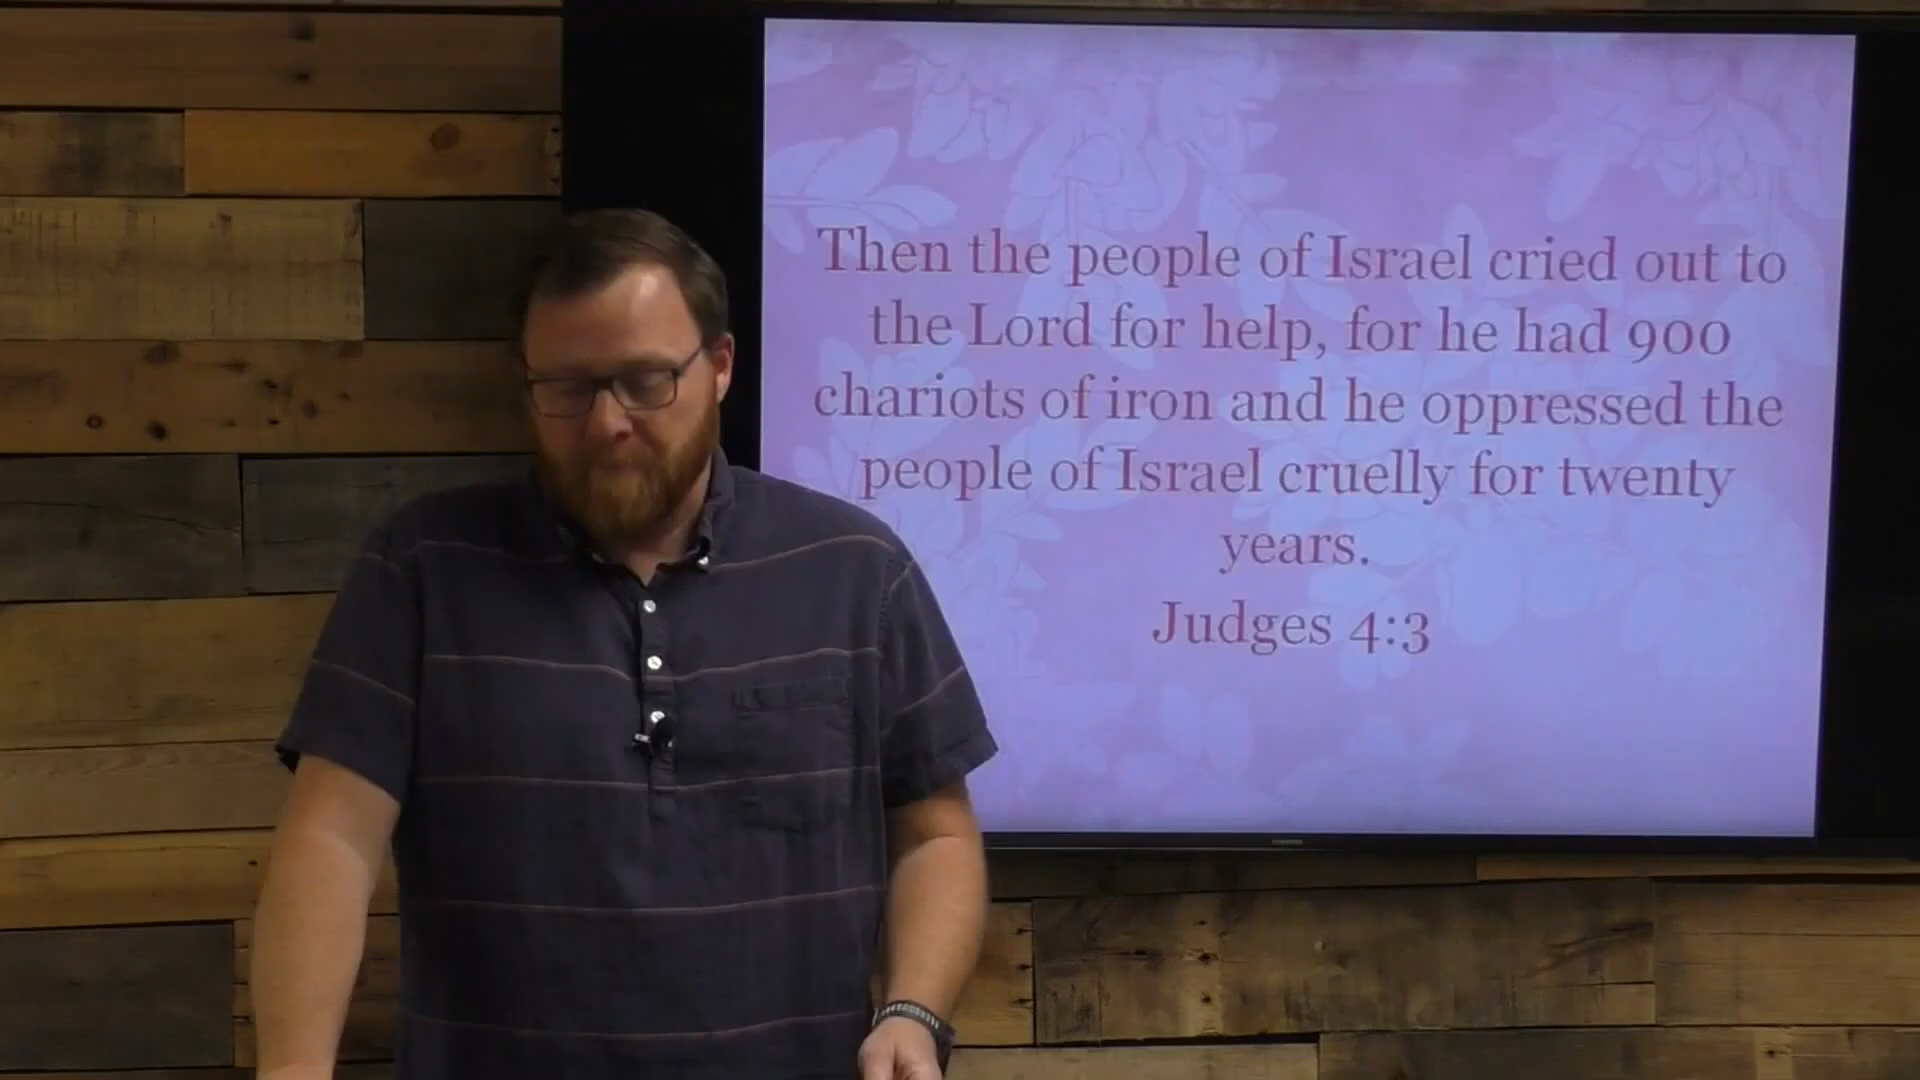 Then the people of Israel cried out to
the Lord for help, for he had 900
chariots of iron and he oppressed the
people of Israel cruelly for twenty
years.
Judges 4:3